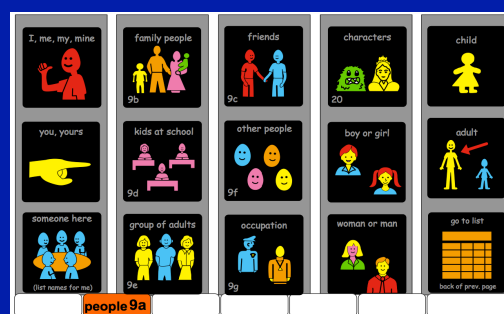 I, me, my, mine
family people
9b
friends
9c
characters
20
child
you, yours
kids at school
9d
other people
9f
boy or girl
adult
someone here
(list names for me)
group of adults
9e
occupation
9g
woman or man
go to list
back of prev. page
people 9a